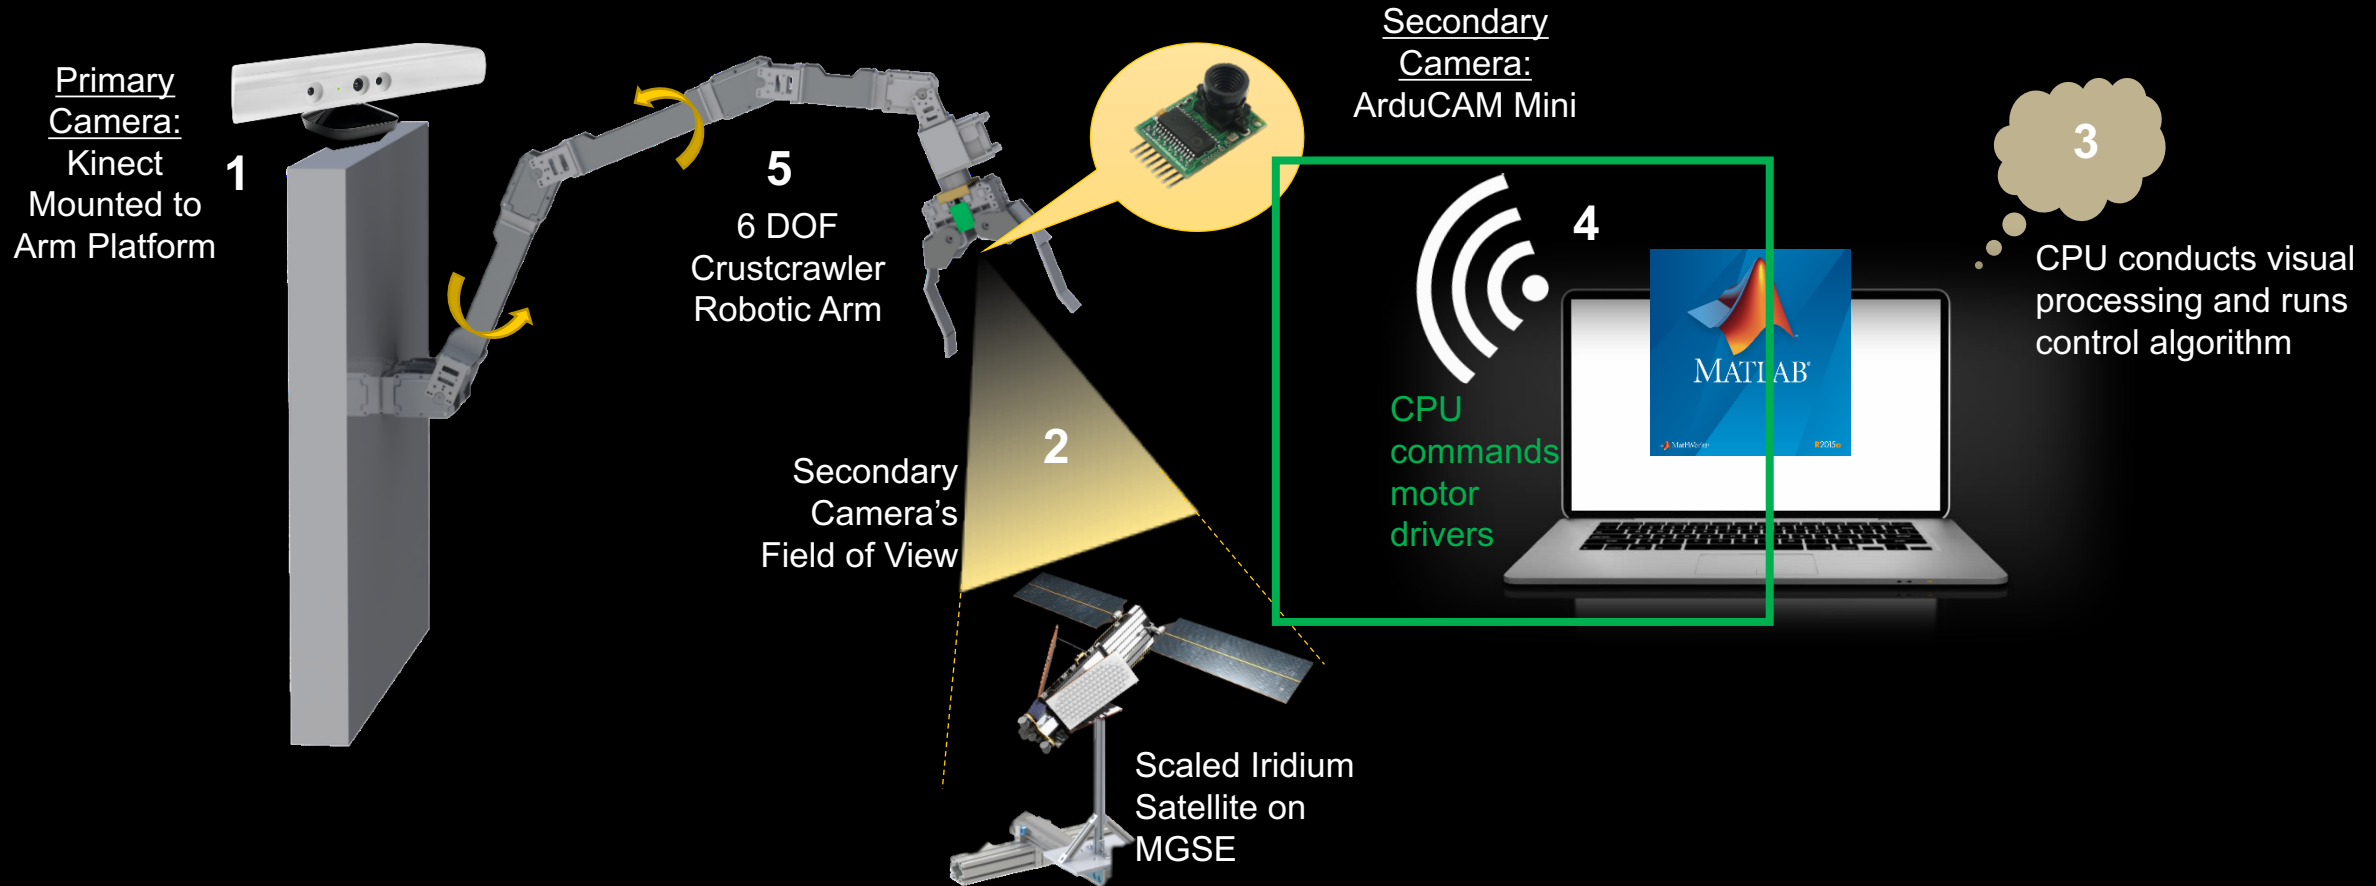 Primary
Camera:
Kinect
Mounted to
Arm Platform
1
5
6 DOF
Crustcrawler
Robotic Arm
Secondary
Camera:
ArduCAM Mini
2
Secondary
Camera's
Field of View
4
CPU
commands
motor
drivers
MATLAB®
MathWorks
3
CPU conducts visual
processing and runs
control algorithm
Scaled Iridium
Satellite on
MGSE